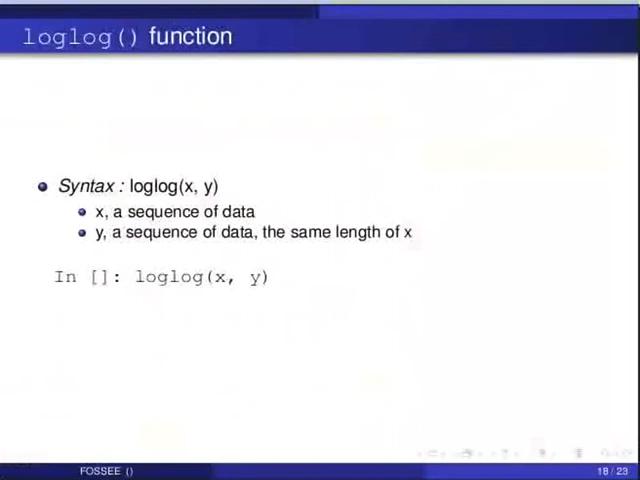 loglog() function
Syntax : loglog(x, y)
x, a sequence of data
y, a sequence of data, the same length of x
In []: loglog(x, y)
FOSSEE ()
18 / 23